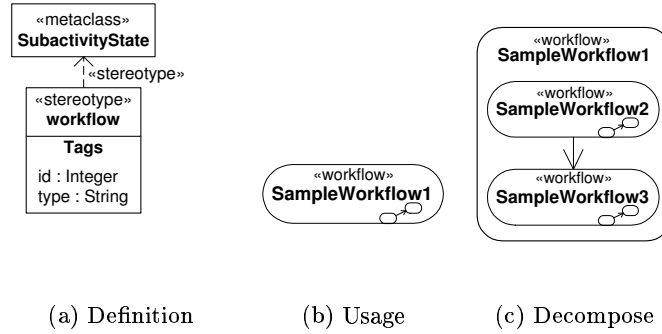 «metaclass»
SubactivityState
«stereotype»
«stereotype»
workflow
Tags
id : Integer
type : String
(a) Definition
«workflow»
SampleWorkflow1
(b) Usage
«workflow»
SampleWorkflow1
«workflow»
SampleWorkflow2
«workflow»
SampleWorkflow3
(c) Decompose